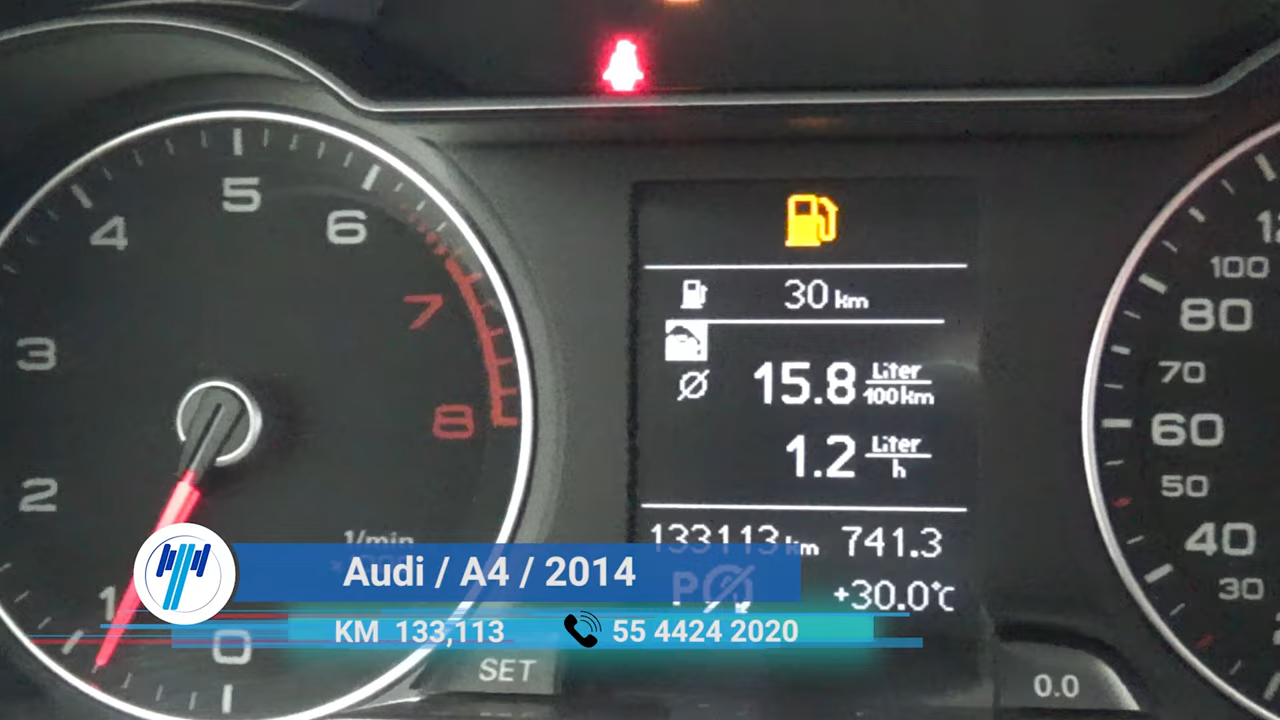 5
4
6
7
3
8
2
1
0
1/min
SET
30 km
15.8 Liter
100km
1.2 Liter
h
133113 km 741.3
P
+30.0°C
100
80
70
60
50
40
30
0.0
Audi / A4 / 2014
KM 133,113
55 4424 2020